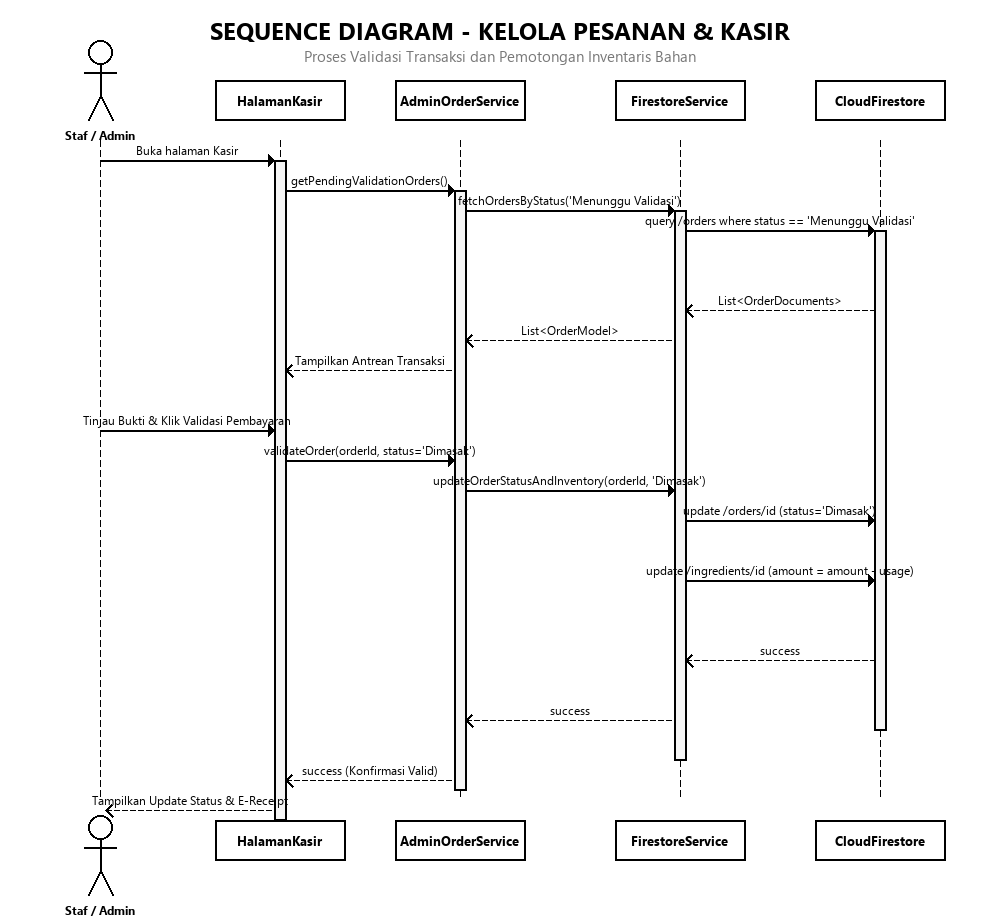 SEQUENCE DIAGRAM - KELOLA PESANAN & KASIR
Proses Validasi Transaksi dan Pemotongan Inventaris Bahan
HalamanKasir
AdminOrderService
FirestoreService
CloudFirestore
Staf / Admin
Buka halaman Kasir
getPendingValidationOrders()
fetchOrdersByStatus('Menunggu Validasi')
query /orders where status == 'Menunggu Validasi'
List<OrderDocuments>
List<OrderModel>
Tampilkan Antrean Transaksi
Tinjau Bukti & Klik Validasi Pembayaran
validateOrder(orderId, status='Dimasak')
updateOrderStatusAndInventory(orderId, 'Dimasak')
update /orders/id (status='Dimasak')
update /ingredients/id (amount = amount - usage)
success
success
success (Konfirmasi Valid)
Tampilkan Update Status & E-Receipt
HalamanKasir
AdminOrderService
FirestoreService
CloudFirestore
Staf / Admin